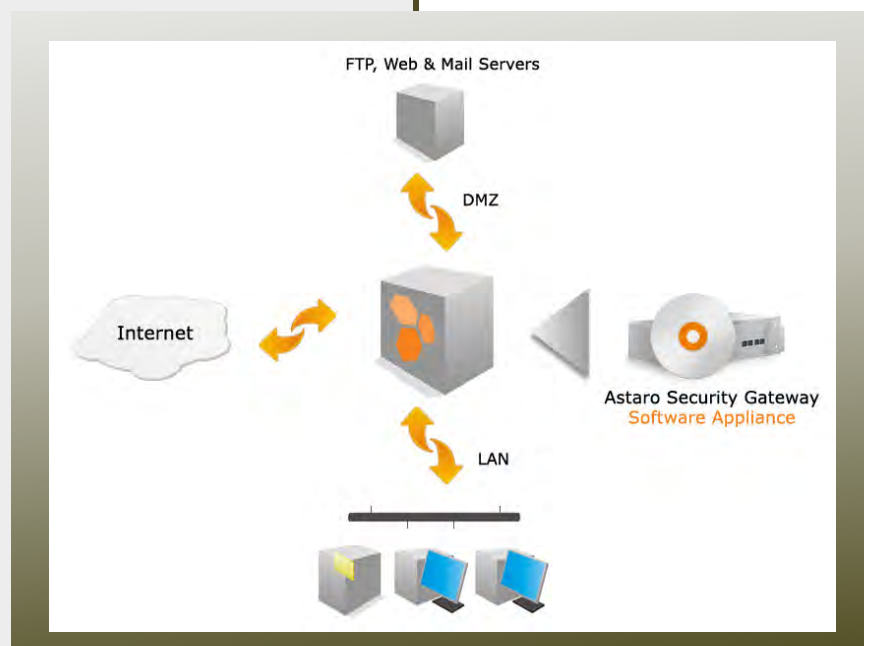 FTP, Web & Mail Servers
DMZ
Internet
Astaro Security Gateway
Software Appliance
LAN